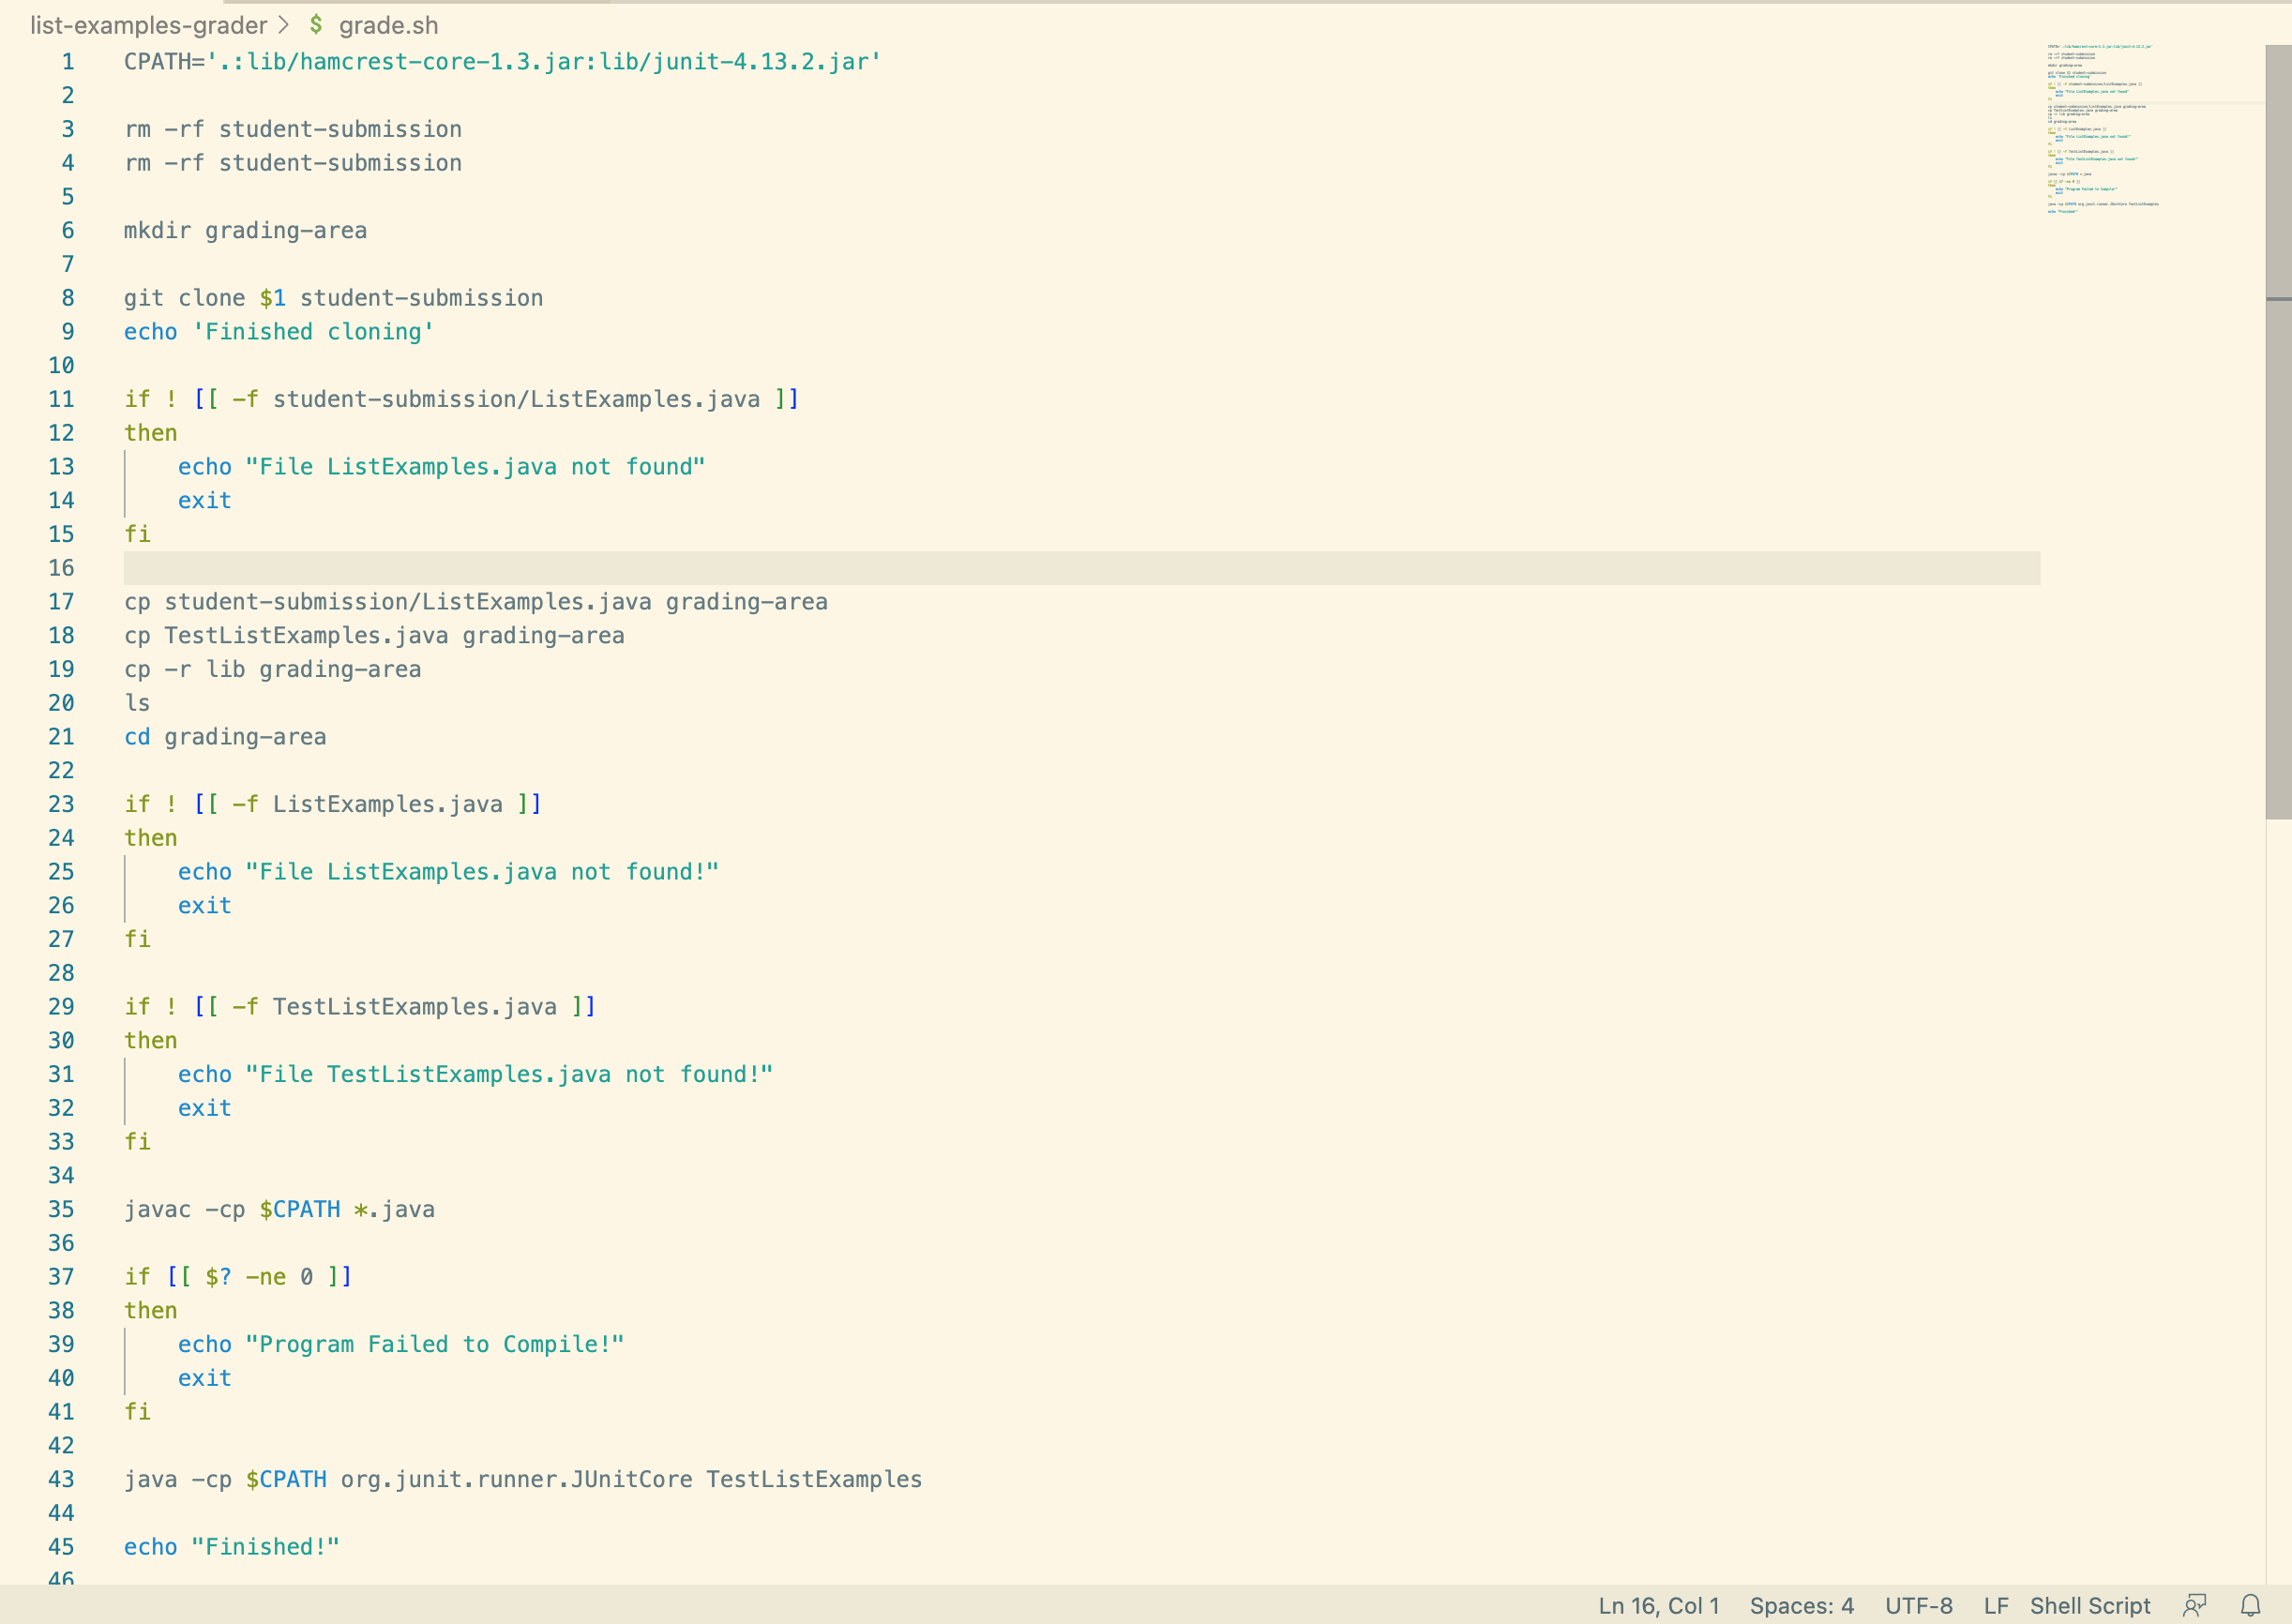 list-examples-grader > $ grade.sh
1 CPATH='.:lib/hamcrest-core-1.3.jar:lib/junit-4.13.2.jar'
2
3 rm -rf student-submission
4 rm -rf student-submission
5
6 mkdir grading-area
7
8 git clone $1 student-submission
9 echo 'Finished cloning'
10
11 if ! [[ -f student-submission/ListExamples.java ]]
12 then
13     echo "File ListExamples.java not found"
14     exit
15 fi
16
17 cp student-submission/ListExamples.java grading-area
18 cp TestListExamples.java grading-area
19 cp -r lib grading-area
20 ls
21 cd grading-area
22
23 if ! [[ -f ListExamples.java ]]
24 then
25     echo "File ListExamples.java not found!"
26     exit
27 fi
28
29 if ! [[ -f TestListExamples.java ]]
30 then
31     echo "File TestListExamples.java not found!"
32     exit
33 fi
34
35 javac -cp $CPATH *.java
36
37 if [[ $? -ne 0 ]]
38 then
39     echo "Program Failed to Compile!"
40     exit
41 fi
42
43 java -cp $CPATH org.junit.runner.JUnitCore TestListExamples
44
45 echo "Finished!"
46
Ln 16, Col 1 Spaces: 4 UTF-8 LF Shell Script